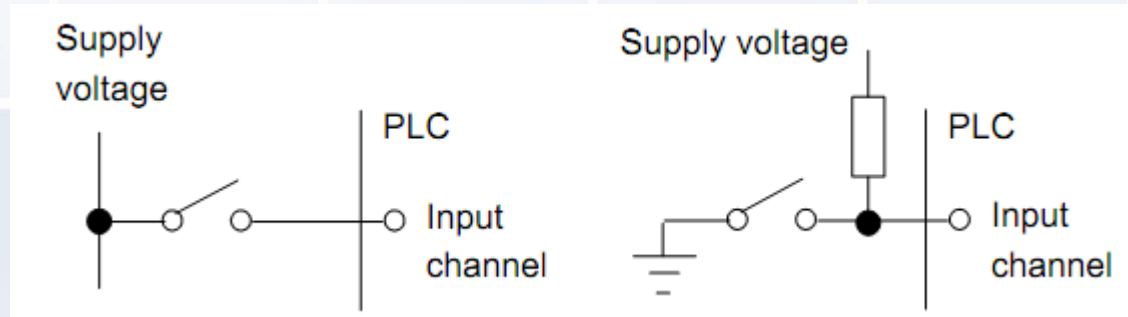 Supply
voltage
PLC
Input
channel
Supply voltage
PLC
Input
channel